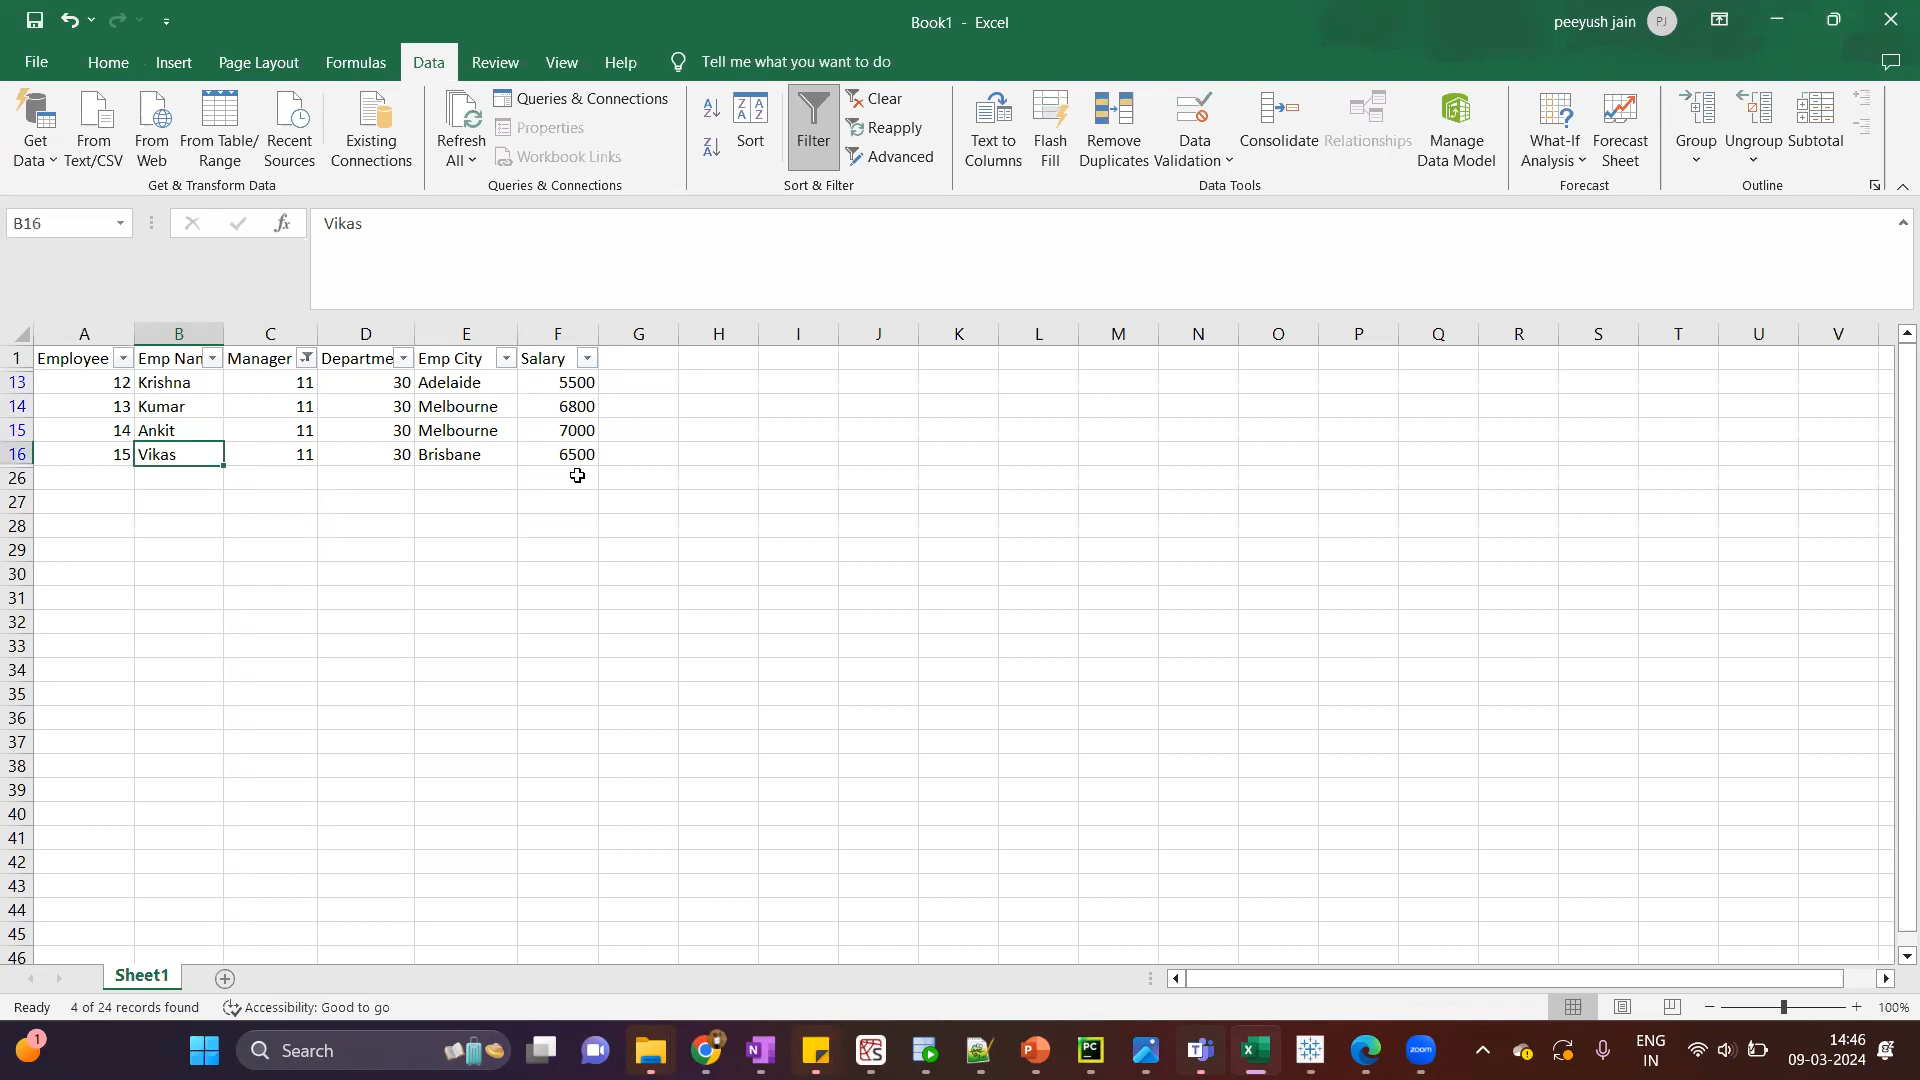 Book1 - Excel
peeyush jain PJ
File Home Insert Page Layout Formulas Data Review View Help Tell me what you want to do
Get Data
From Text/CSV
From Web
From Table/ Range
Recent Sources
Existing Connections
Get & Transform Data
Refresh All
Queries & Connections
Properties
Workbook Links
Queries & Connections
Sort
Filter
Clear
Reapply
Advanced
Sort & Filter
Text to Columns
Flash Fill
Remove Duplicates
Data Validation
Consolidate
Relationships
Manage Data Model
Data Tools
What-If Analysis
Forecast Sheet
Forecast
Group
Ungroup
Subtotal
Outline
B16 fx Vikas
A B C D E F G H I J K L M N O P Q R S T U V
1 Employee Emp Nar Manager Departme Emp City Salary
13 12 Krishna 11 30 Adelaide 5500
14 13 Kumar 11 30 Melbourne 6800
15 14 Ankit 11 30 Melbourne 7000
16 15 Vikas 11 30 Brisbane 6500
26
27
28
29
30
31
32
33
34
35
36
37
38
39
40
41
42
43
44
45
46
Sheet1
Ready 4 of 24 records found Accessibility: Good to go 100%
1 Search zoom ENG IN 14:46 09-03-2024